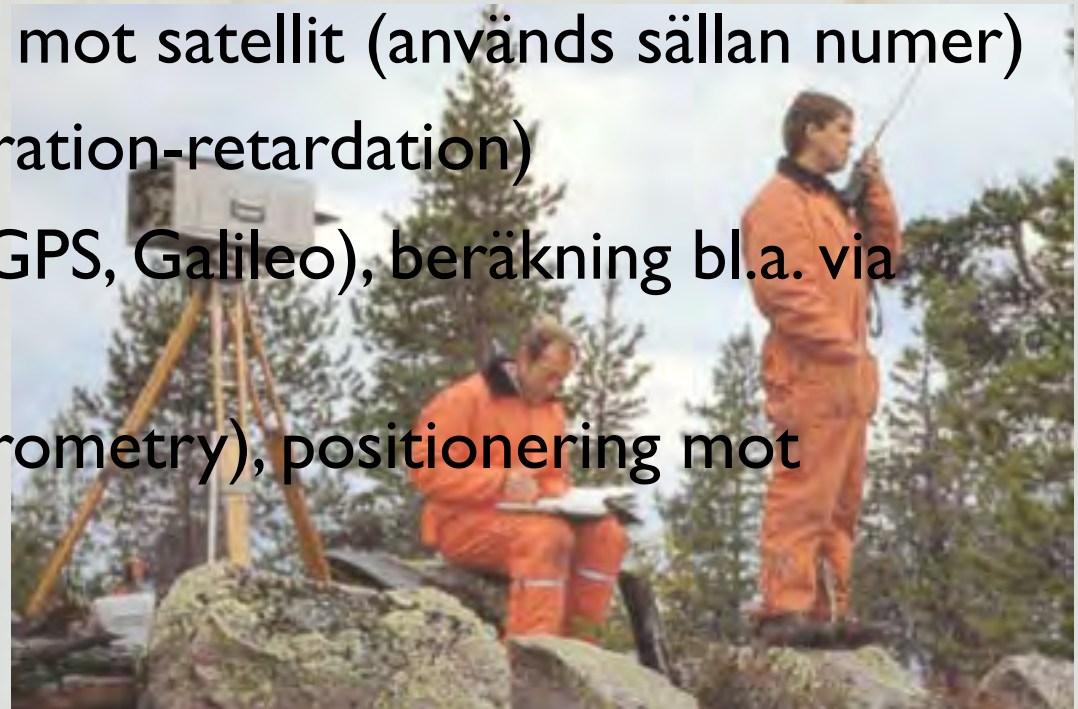 mot satellit (används sällan numer)
ration-retardation)
GPS, Galileo), beräkning bl.a. via
rometry), positionering mot